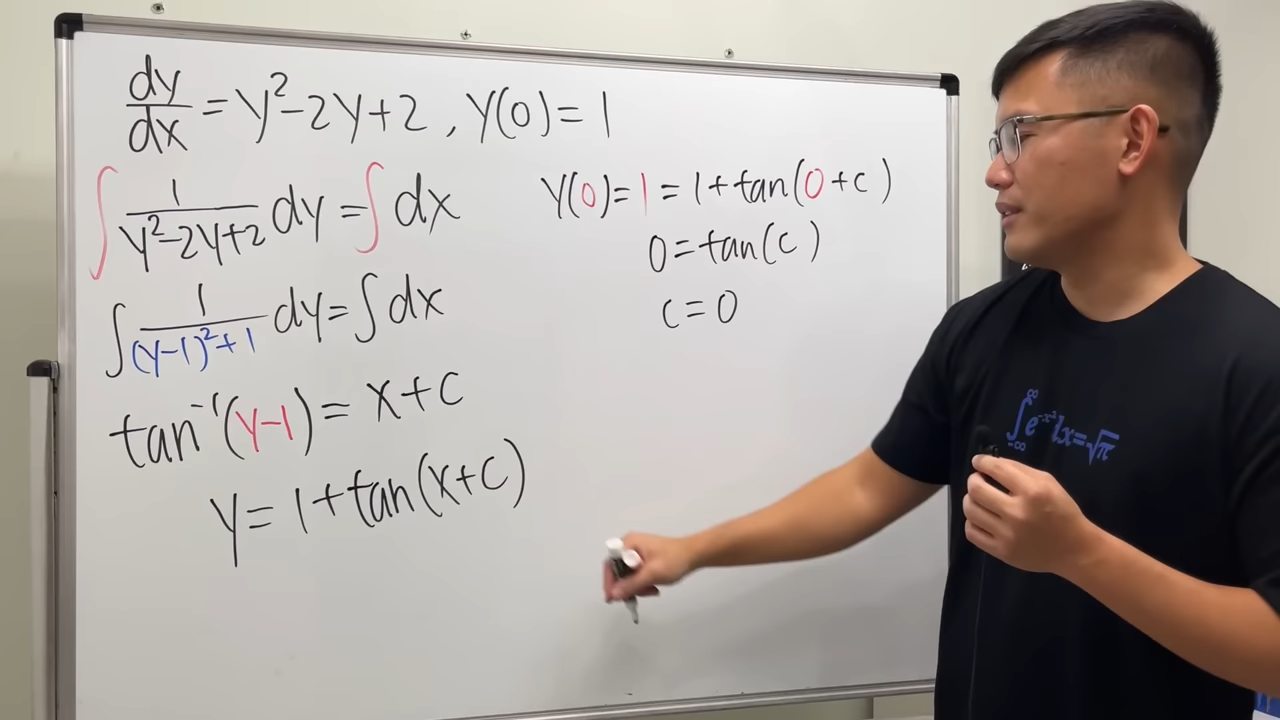 dy/dx = y²-2y+2, y(0)=1
∫ 1/(y²-2y+2) dy = ∫ dx
∫ 1/((y-1)²+1) dy = ∫ dx
tan⁻¹(y-1) = x+c
y = 1+tan(x+c)
y(0)=1=1+tan(0+c)
0=tan(c)
c=0
∫_{-∞}^{∞} e^{-x²} dx=√π